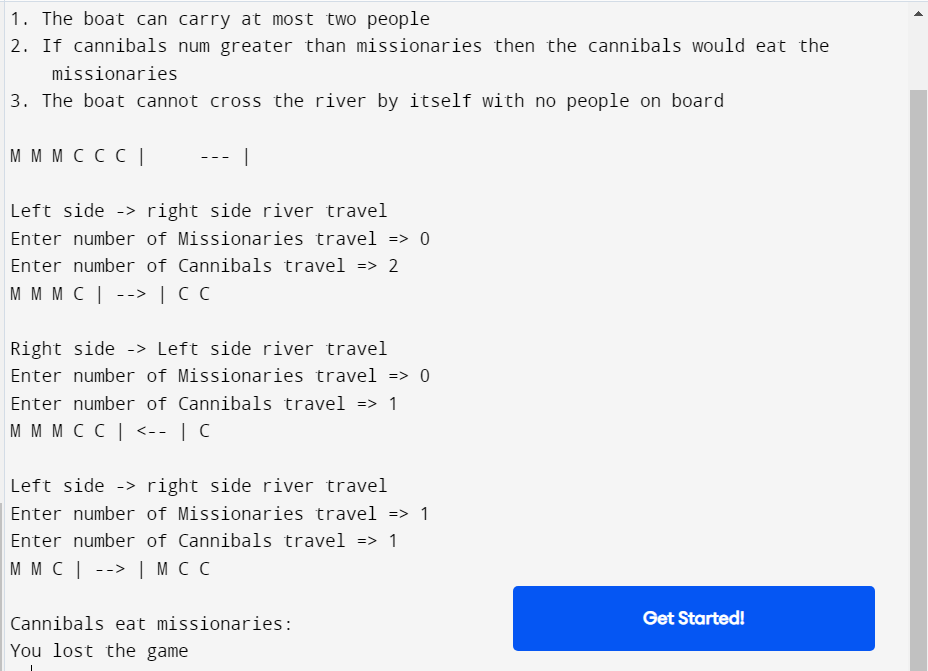 1. The boat can carry at most two people
2. If cannibals num greater than missionaries then the cannibals would eat the
missionaries
3. The boat cannot cross the river by itself with no people on board
M M M C C C |     --- |
Left side -> right side river travel
Enter number of Missionaries travel => 0
Enter number of Cannibals travel => 2
M M M C | --> | C C
Right side -> Left side river travel
Enter number of Missionaries travel => 0
Enter number of Cannibals travel => 1
M M M C C | <-- | C
Left side -> right side river travel
Enter number of Missionaries travel => 1
Enter number of Cannibals travel => 1
M M C | --> | M C C
Cannibals eat missionaries:
You lost the game
Get Started!